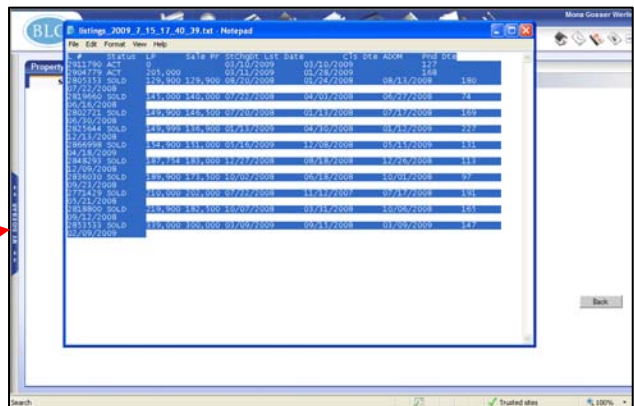 Mona Gosser Wertn
BLC
listings_2009_7_15_17_40_39.txt - Notepad
File Edit Format View Help
L # Status LP Sale Pr StChgDt Lst Date Cls Dte ADOM Pnd Dte
2911790 ACT 0 03/10/2009 03/10/2009 127
2904779 ACT 205,000 03/11/2009 01/28/2009 168
2805353 SOLD 129,900 129,900 08/20/2008 01/24/2008 08/13/2008 180
07/22/2008
2819660 SOLD 145,000 140,000 07/22/2008 04/03/2008 06/27/2008 74
06/16/2008
2802721 SOLD 149,900 146,500 07/20/2008 01/13/2008 07/17/2008 169
06/30/2008
2825644 SOLD 149,999 136,900 01/13/2009 04/30/2008 01/12/2009 227
12/13/2008
2866998 SOLD 154,900 151,000 05/16/2009 12/08/2008 05/15/2009 131
04/18/2009
2848293 SOLD 187,754 183,000 12/27/2008 08/18/2008 12/26/2008 113
12/09/2008
2836030 SOLD 189,900 173,500 10/02/2008 06/18/2008 10/01/2008 97
09/23/2008
2771429 SOLD 210,000 202,000 07/22/2008 11/12/2007 07/17/2008 191
05/21/2008
2818800 SOLD 219,900 182,500 10/07/2008 03/31/2008 10/06/2008 165
09/12/2008
2853533 SOLD 339,000 300,000 03/09/2009 09/15/2008 03/09/2009 147
02/09/2009
Property
S
MY SIDEBAR
Back
Search
Trusted sites
100%